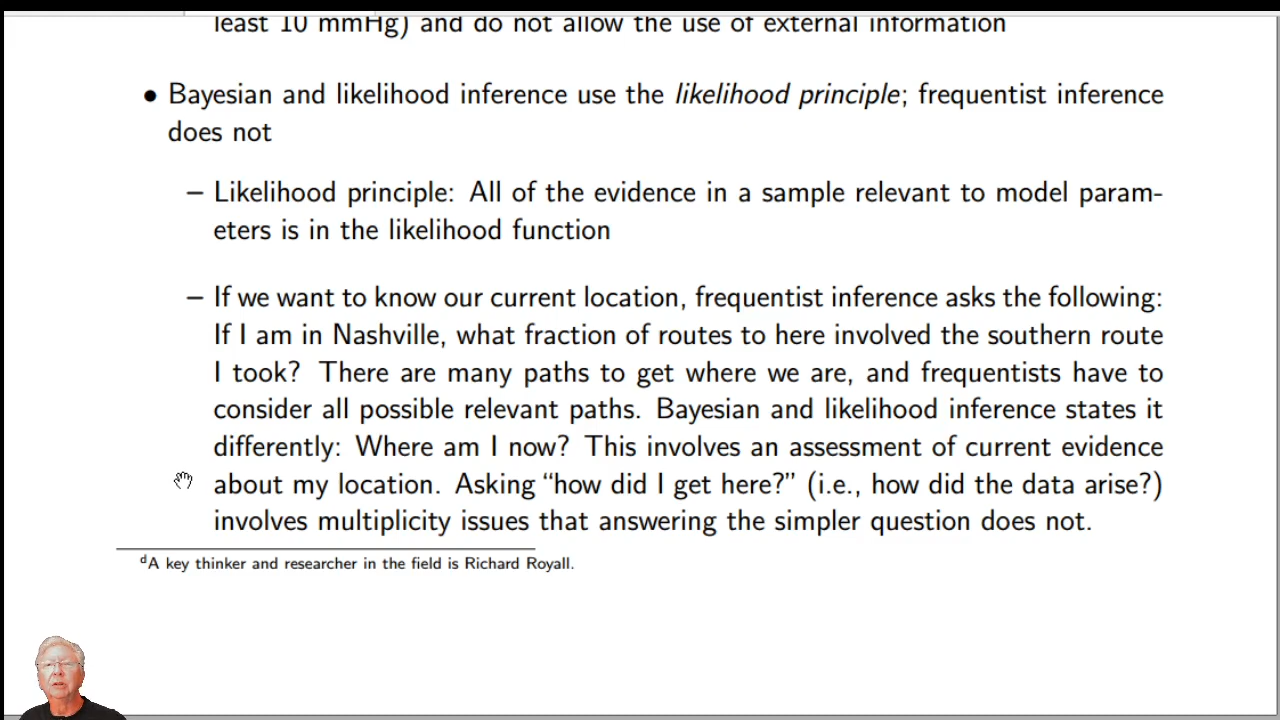 least 10 mmHg) and do not allow the use of external information
• Bayesian and likelihood inference use the likelihood principle; frequentist inference
does not
– Likelihood principle: All of the evidence in a sample relevant to model param-
eters is in the likelihood function
– If we want to know our current location, frequentist inference asks the following:
If I am in Nashville, what fraction of routes to here involved the southern route
I took? There are many paths to get where we are, and frequentists have to
consider all possible relevant paths. Bayesian and likelihood inference states it
differently: Where am I now? This involves an assessment of current evidence
about my location. Asking “how did I get here?” (i.e., how did the data arise?)
involves multiplicity issues that answering the simpler question does not.
dA key thinker and researcher in the field is Richard Royall.